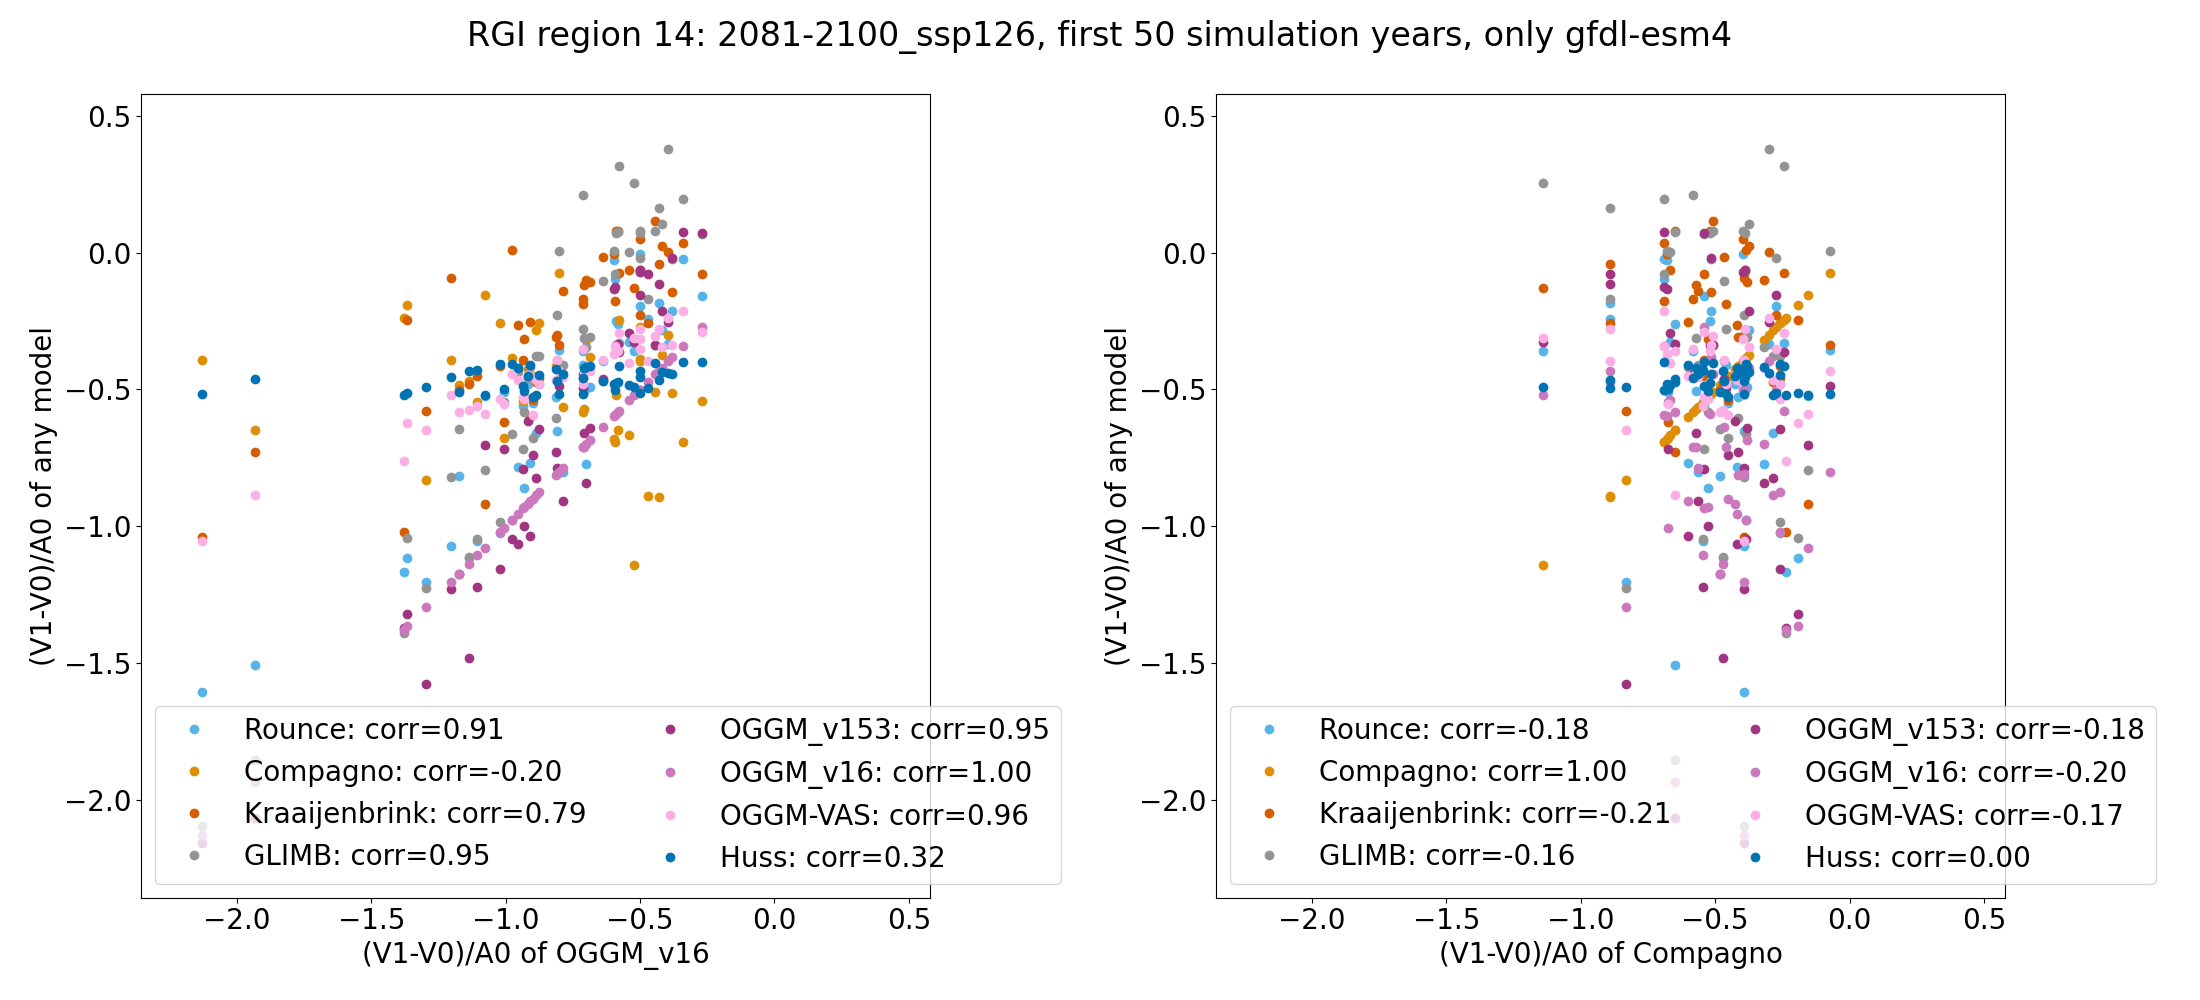 RGI region 14: 2081-2100_ssp126, first 50 simulation years, only gfdl-esm4
(V1-V0)/A0 of any model
0.5
0.0
−0.5
−1.0
−1.5
−2.0
Rounce: corr=0.91
Compagno: corr=-0.20
Kraaijenbrink: corr=0.79
GLIMB: corr=0.95
OGGM_v153: corr=0.95
OGGM_v16: corr=1.00
OGGM-VAS: corr=0.96
Huss: corr=0.32
−2.0 −1.5 −1.0 −0.5 0.0 0.5
(V1-V0)/A0 of OGGM_v16
(V1-V0)/A0 of any model
0.5
0.0
−0.5
−1.0
−1.5
−2.0
Rounce: corr=-0.18
Compagno: corr=1.00
Kraaijenbrink: corr=-0.21
GLIMB: corr=-0.16
OGGM_v153: corr=-0.18
OGGM_v16: corr=-0.20
OGGM-VAS: corr=-0.17
Huss: corr=0.00
−2.0 −1.5 −1.0 −0.5 0.0 0.5
(V1-V0)/A0 of Compagno